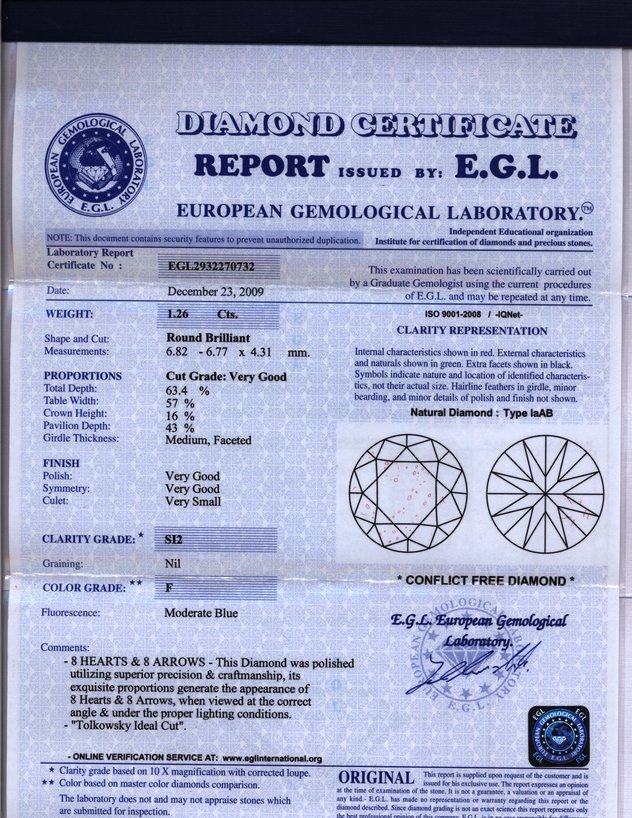 EUROPEAN GEMOLOGICAL LABORATORY
E.G.L.
DIAMOND CERTIFICATE
REPORT ISSUED BY: E.G.L.
EUROPEAN GEMOLOGICAL LABORATORY.™
NOTE: This document contains security features to prevent unauthorized duplication.
Independent Educational organization
Institute for certification of diamonds and precious stones.
Laboratory Report
Certificate No : EGL2932270732
Date: December 23, 2009
This examination has been scientifically carried out
by a Graduate Gemologist using the current procedures
of E.G.L. and may be repeated at any time.
WEIGHT: 1.26 Cts.
Shape and Cut: Round Brilliant
Measurements: 6.82 - 6.77 x 4.31 mm.
PROPORTIONS Cut Grade: Very Good
Total Depth: 63.4 %
Table Width: 57 %
Crown Height: 16 %
Pavilion Depth: 43 %
Girdle Thickness: Medium, Faceted
FINISH
Polish: Very Good
Symmetry: Very Good
Culet: Very Small
CLARITY GRADE: * SI2
Graining: Nil
COLOR GRADE: ** F
Fluorescence: Moderate Blue
ISO 9001-2008 / -IQNet-
CLARITY REPRESENTATION
Internal characteristics shown in red. External characteristics
and naturals shown in green. Extra facets shown in black.
Symbols indicate nature and location of identified characteris-
tics, not their actual size. Hairline feathers in girdle, minor
bearding, and minor details of polish and finish not shown.
Natural Diamond : Type IaAB
* CONFLICT FREE DIAMOND *
E.G.L. European Gemological
Laboratory.
Comments:
- 8 HEARTS & 8 ARROWS - This Diamond was polished
utilizing superior precision & craftmanship, its
exquisite proportions generate the appearance of
8 Hearts & 8 Arrows, when viewed at the correct
angle & under the proper lighting conditions.
- "Tolkowsky Ideal Cut".
- ONLINE VERIFICATION SERVICE AT: www.eglinternational.org
* Clarity grade based on 10 X magnification with corrected loupe.
** Color based on master color diamonds comparison.
The laboratory does not and may not appraise stones which
are submitted for inspection.
ORIGINAL This report is supplied upon request of the customer and is
issued for his exclusive use. The report expresses an opinion
at the time of examination of the stone. It is not a guarantee, a valuation or an appraisal of
any kind.- E.G.L. has made no representation or warranty regarding this report or the
diamond described. Since diamond grading is not an exact science this report represents only